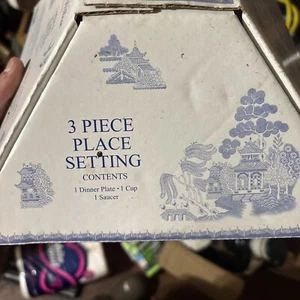 3 PIECE
PLACE
SETTING
CONTENTS
1 Dinner Plate • 1 Cup
1 Saucer